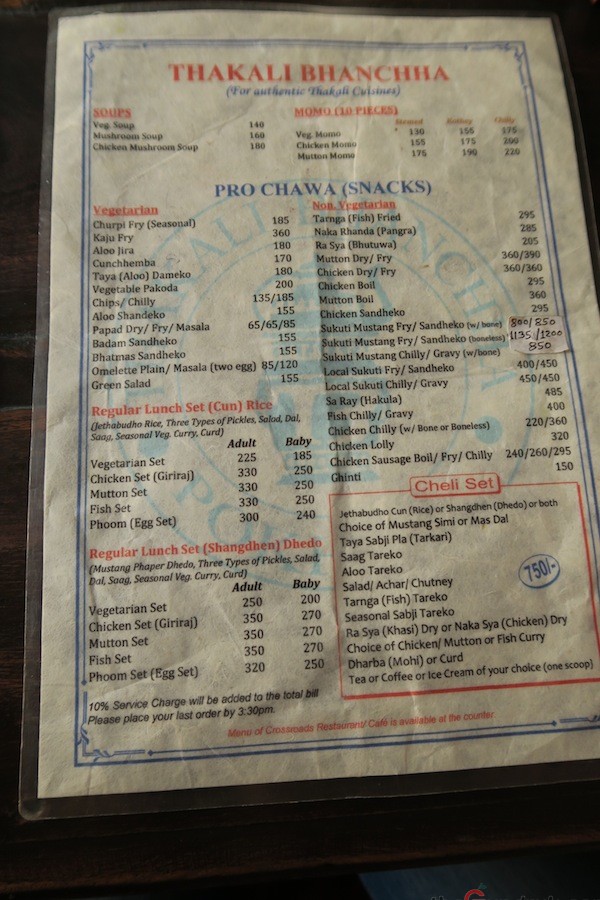 THAKALI BHANCHHA
(For authentic Thakali Cuisines)
SOUPS
Veg. Soup 140
Mushroom Soup 160
Chicken Mushroom Soup 180
MOMO (10 PIECES)
Steamed Kothey Chilly
Veg. Momo 130 155 175
Chicken Momo 155 175 200
Mutton Momo 175 190 220
PRO CHAWA (SNACKS)
Vegetarian
Churpi Fry (Seasonal) 185
Kaju Fry 360
Aloo Jira 180
Cunchhemba 170
Taya (Aloo) Dameko 180
Vegetable Pakoda 200
Chips/ Chilly 135/185
Aloo Shandeko 155
Papad Dry/ Fry/ Masala 65/65/85
Badam Sandheko 155
Bhatmas Sandheko 155
Omelette Plain/ Masala (two egg) 85/120
Green Salad 155
Non. Vegetarian
Tarnga (Fish) Fried 295
Naka Rhanda (Pangra) 285
Ra Sya (Bhutuwa) 205
Mutton Dry/ Fry 360/390
Chicken Dry/ Fry 360/360
Chicken Boil 295
Mutton Boil 360
Chicken Sandheko 295
Sukuti Mustang Fry/ Sandheko (w/ bone) 800/850
Sukuti Mustang Fry/ Sandheko (boneless) 1135/1200
Sukuti Mustang Chilly/ Gravy (w/bone) 850
Local Sukuti Fry/ Sandheko 400/450
Local Sukuti Chilly/ Gravy 450/450
Sa Ray (Hakula) 485
Fish Chilly/ Gravy 400
Chicken Chilly (w/ Bone or Boneless) 220/360
Chicken Lolly 320
Chicken Sausage Boil/ Fry/ Chilly 240/260/295
Ghinti 150
Regular Lunch Set (Cun) Rice
(Jethabudho Rice, Three Types of Pickles, Salad, Dal,
Saag, Seasonal Veg. Curry, Curd)
Adult Baby
Vegetarian Set 225 185
Chicken Set (Giriraj) 330 250
Mutton Set 330 250
Fish Set 330 250
Phoom (Egg Set) 300 240
Regular Lunch Set (Shangdhen) Dhedo
(Mustang Phaper Dhedo, Three Types of Pickles, Salad,
Dal, Saag, Seasonal Veg. Curry, Curd)
Adult Baby
Vegetarian Set 250 200
Chicken Set (Giriraj) 350 270
Mutton Set 350 270
Fish Set 350 270
Phoom Set (Egg Set) 320 250
Cheli Set
Jethabudho Cun (Rice) or Shangdhen (Dhedo) or both
Choice of Mustang Simi or Mas Dal
Taya Sabji Pla (Tarkari)
Saag Tareko
Aloo Tareko
Salad/ Achar/ Chutney
Tarnga (Fish) Tareko
Seasonal Sabji Tareko
Ra Sya (Khasi) Dry or Naka Sya (Chicken) Dry
Choice of Chicken/ Mutton or Fish Curry
Dharba (Mohi) or Curd
Tea or Coffee or Ice Cream of your choice (one scoop)
750/-
10% Service Charge will be added to the total bill
Please place your last order by 3:30pm.
Menu of Crossroads Restaurant/ Café is available at the counter.